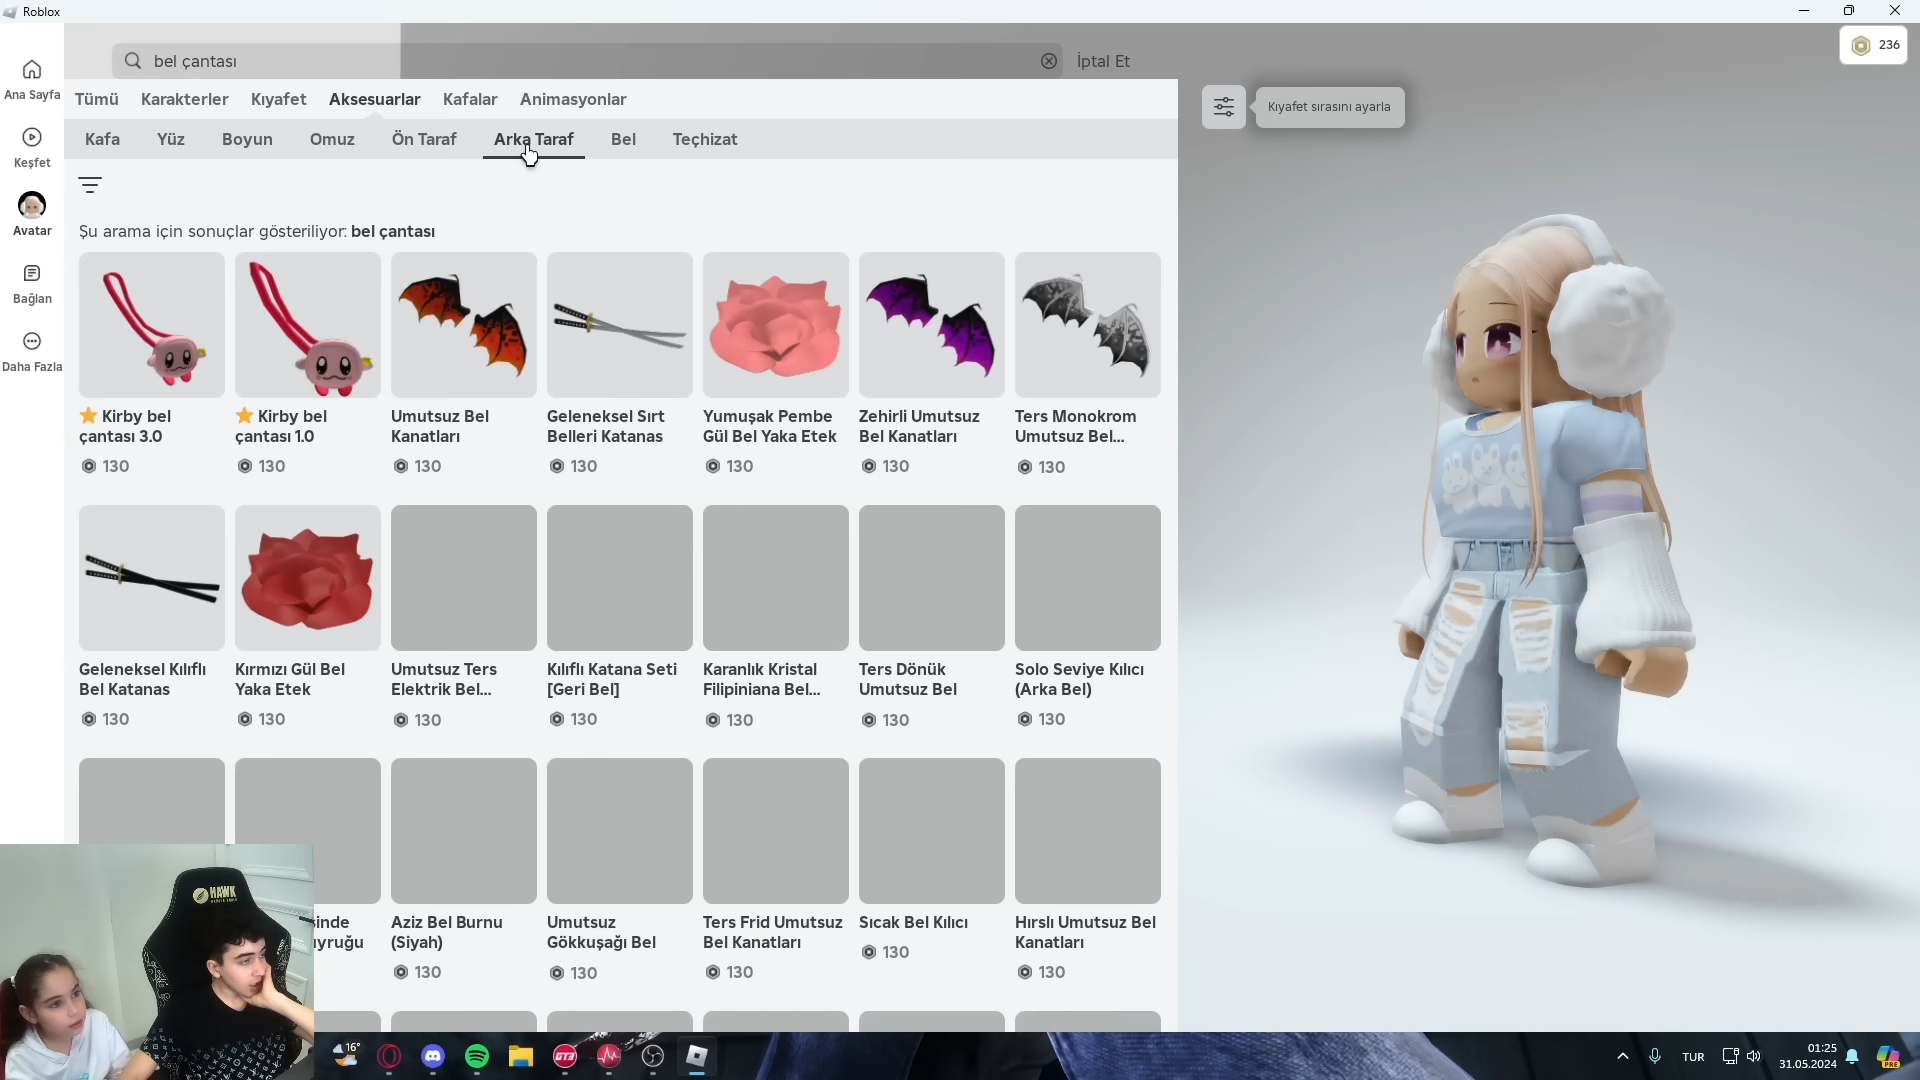 Roblox
bel çantası
İptal Et
236
Ana Sayfa
Keşfet
Avatar
Bağlan
Daha Fazla
Tümü Karakterler Kıyafet Aksesuarlar Kafalar Animasyonlar
Kafa Yüz Boyun Omuz Ön Taraf Arka Taraf Bel Teçhizat
Kıyafet sırasını ayarla
Şu arama için sonuçlar gösteriliyor: bel çantası
Kirby bel
çantası 3.0
130
Kirby bel
çantası 1.0
130
Umutsuz Bel
Kanatları
130
Geleneksel Sırt
Belleri Katanas
130
Yumuşak Pembe
Gül Bel Yaka Etek
130
Zehirli Umutsuz
Bel Kanatları
130
Ters Monokrom
Umutsuz Bel...
130
Geleneksel Kılıflı
Bel Katanas
130
Kırmızı Gül Bel
Yaka Etek
130
Umutsuz Ters
Elektrik Bel...
130
Kılıflı Katana Seti
[Geri Bel]
130
Karanlık Kristal
Filipiniana Bel...
130
Ters Dönük
Umutsuz Bel
130
Solo Seviye Kılıcı
(Arka Bel)
130
sinde
uyruğu
Aziz Bel Burnu
(Siyah)
130
Umutsuz
Gökkuşağı Bel
130
Ters Frid Umutsuz
Bel Kanatları
130
Sıcak Bel Kılıcı
130
Hırslı Umutsuz Bel
Kanatları
130
HAWK
16°
GT3
TUR
01:25
31.05.2024
PRE